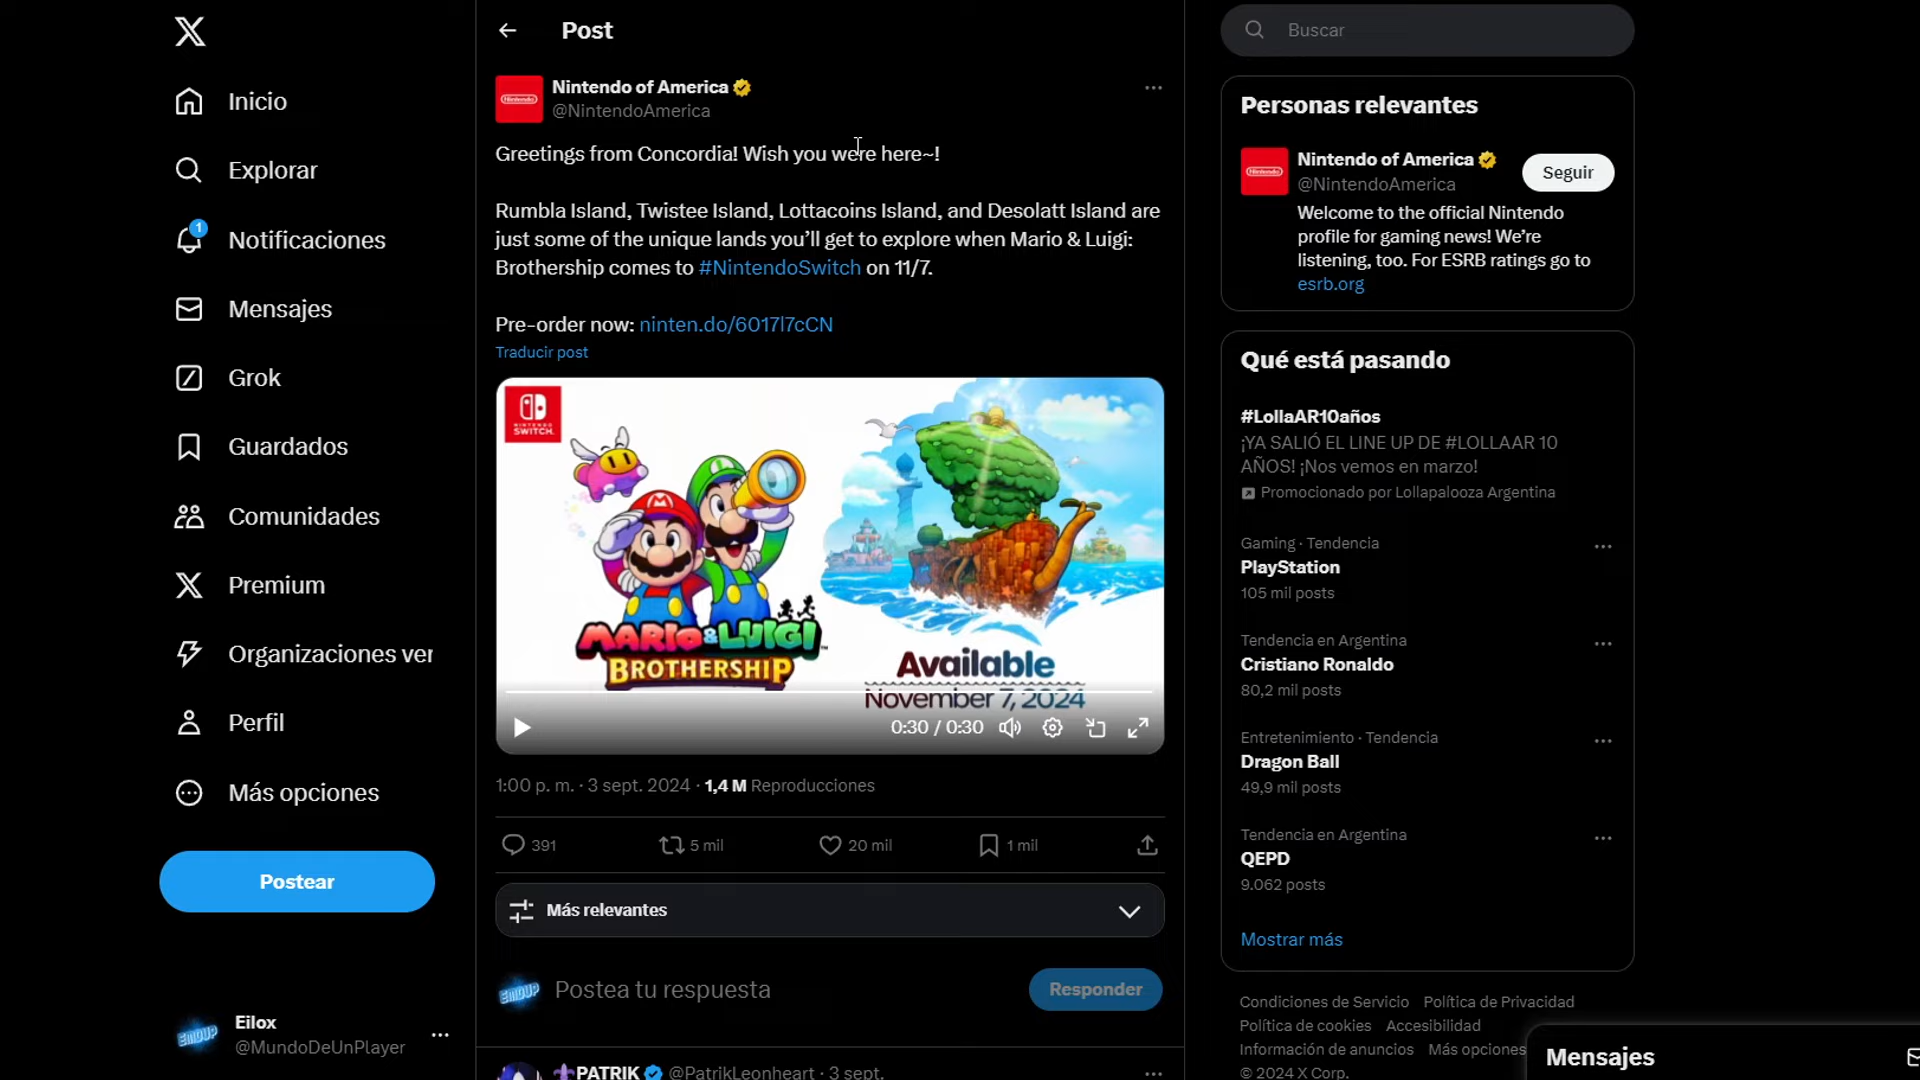 Inicio
Explorar
1
Notificaciones
Mensajes
Grok
Guardados
Comunidades
Premium
Organizaciones ver
Perfil
Más opciones
Postear
EMDUP
Eilox
@MundoDeUnPlayer
Post
Nintendo
Nintendo of America
@NintendoAmerica
Greetings from Concordia! Wish you were here~!
Rumbla Island, Twistee Island, Lottacoins Island, and Desolatt Island are
just some of the unique lands you’ll get to explore when Mario & Luigi:
Brothership comes to #NintendoSwitch on 11/7.
Pre-order now: ninten.do/6017l7cCN
Traducir post
NINTENDO
SWITCH.
MARIO & LUIGI™
BROTHERSHIP
Available
November 7, 2024
0:30 / 0:30
1:00 p. m. · 3 sept. 2024 · 1,4 M Reproducciones
391
5 mil
20 mil
1 mil
Más relevantes
EMDUP
Postea tu respuesta
Responder
PATRIK @PatrikLeonheart · 3 sept.
Buscar
Personas relevantes
Nintendo
Nintendo of America
@NintendoAmerica
Seguir
Welcome to the official Nintendo
profile for gaming news! We’re
listening, too. For ESRB ratings go to
esrb.org
Qué está pasando
#LollaAR10años
¡YA SALIÓ EL LINE UP DE #LOLLAAR 10
AÑOS! ¡Nos vemos en marzo!
Promocionado por Lollapalooza Argentina
Gaming · Tendencia
PlayStation
105 mil posts
Tendencia en Argentina
Cristiano Ronaldo
80,2 mil posts
Entretenimiento · Tendencia
Dragon Ball
49,9 mil posts
Tendencia en Argentina
QEPD
9.062 posts
Mostrar más
Condiciones de Servicio Política de Privacidad
Política de cookies Accesibilidad
Información de anuncios Más opciones
© 2024 X Corp.
Mensajes